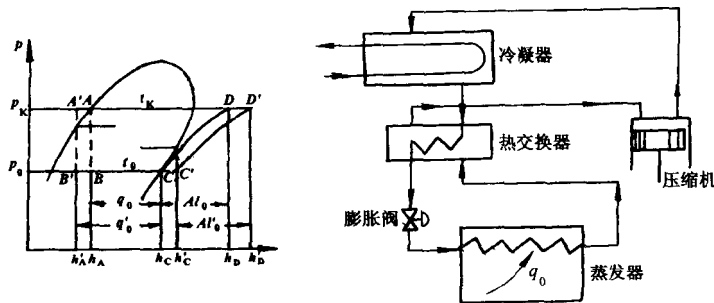 p
p_K
A' A
t_K
D D'
p_0
t_0
B' B
C C'
q_0
Al_0
q'_0
Al'_0
h'_A h_A
h_C h'_C
h_D h_D
冷凝器
热交换器
压缩机
膨胀阀
q_0
蒸发器